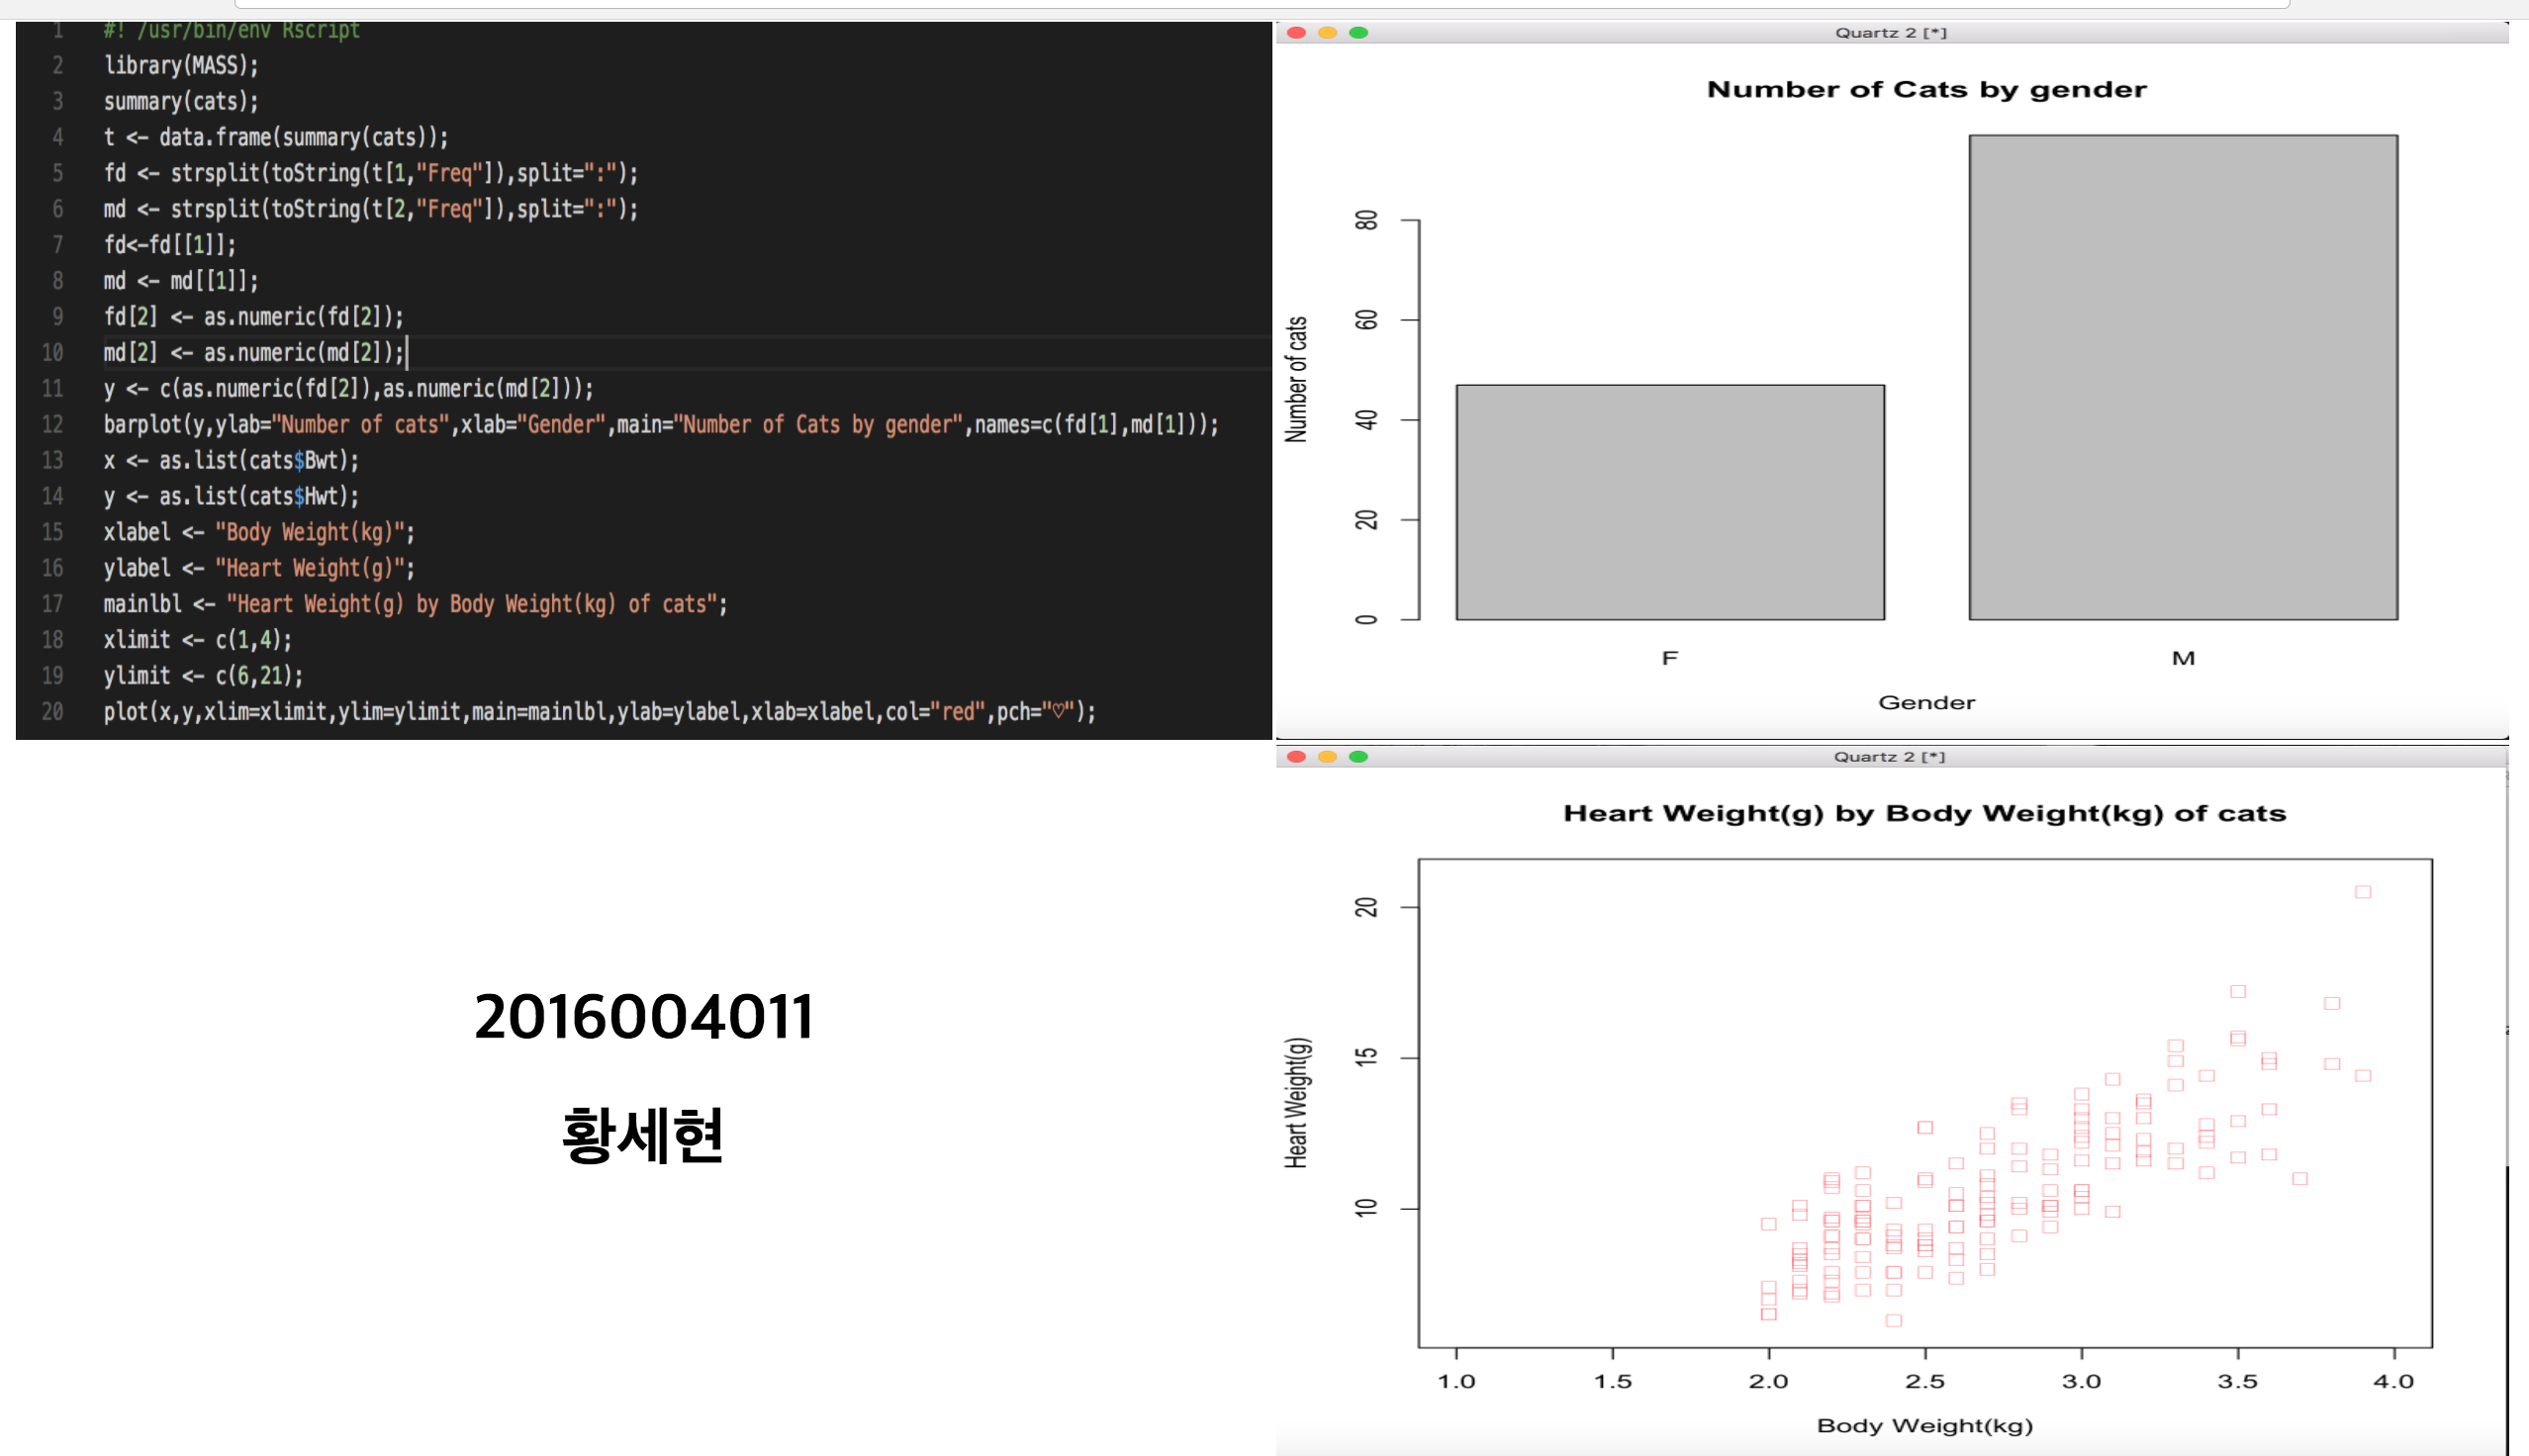 1 #! /usr/bin/env Rscript
2 library(MASS);
3 summary(cats);
4 t <- data.frame(summary(cats));
5 fd <- strsplit(toString(t[1,"Freq"]),split=":");
6 md <- strsplit(toString(t[2,"Freq"]),split=":");
7 fd<-fd[[1]];
8 md <- md[[1]];
9 fd[2] <- as.numeric(fd[2]);
10 md[2] <- as.numeric(md[2]);
11 y <- c(as.numeric(fd[2]),as.numeric(md[2]));
12 barplot(y,ylab="Number of cats",xlab="Gender",main="Number of Cats by gender",names=c(fd[1],md[1]));
13 x <- as.list(cats$Bwt);
14 y <- as.list(cats$Hwt);
15 xlabel <- "Body Weight(kg)";
16 ylabel <- "Heart Weight(g)";
17 mainlbl <- "Heart Weight(g) by Body Weight(kg) of cats";
18 xlimit <- c(1,4);
19 ylimit <- c(6,21);
20 plot(x,y,xlim=xlimit,ylim=ylimit,main=mainlbl,ylab=ylabel,xlab=xlabel,col="red",pch="♡");
Quartz 2 [*]
Number of Cats by gender
Number of cats
80
60
40
20
0
F M
Gender
2016004011
황세현
Quartz 2 [*]
Heart Weight(g) by Body Weight(kg) of cats
Heart Weight(g)
20
15
10
1.0 1.5 2.0 2.5 3.0 3.5 4.0
Body Weight(kg)